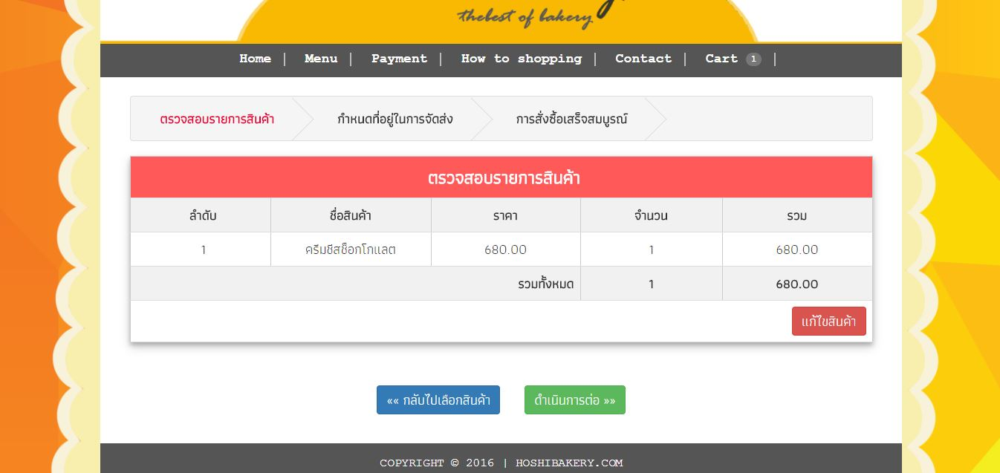 thebest of bakery
Home | Menu | Payment | How to shopping | Contact | Cart 1 |
ตรวจสอบรายการสินค้า กำหนดที่อยู่ในการจัดส่ง การสั่งซื้อเสร็จสมบูรณ์
ตรวจสอบรายการสินค้า
ลำดับ ชื่อสินค้า ราคา จำนวน รวม
1 ครีมชีสช็อกโกแลต 680.00 1 680.00
รวมทั้งหมด 1 680.00
แก้ไขสินค้า
«« กลับไปเลือกสินค้า ดำเนินการต่อ »»
COPYRIGHT © 2016 | HOSHIBAKERY.COM